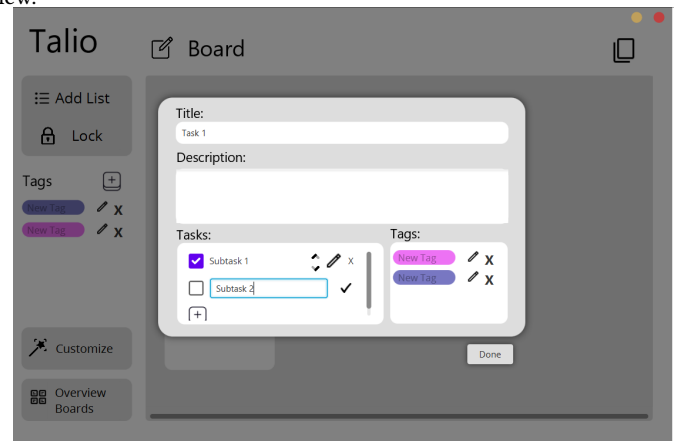 Talio
Board
Add List
Lock
Tags
New Tag
X
New Tag
X
Title:
Task 1
Description:
Tasks:
Subtask 1
X
Subtask 2
Tags:
New Tag
X
New Tag
X
Done
Customize
Overview
Boards